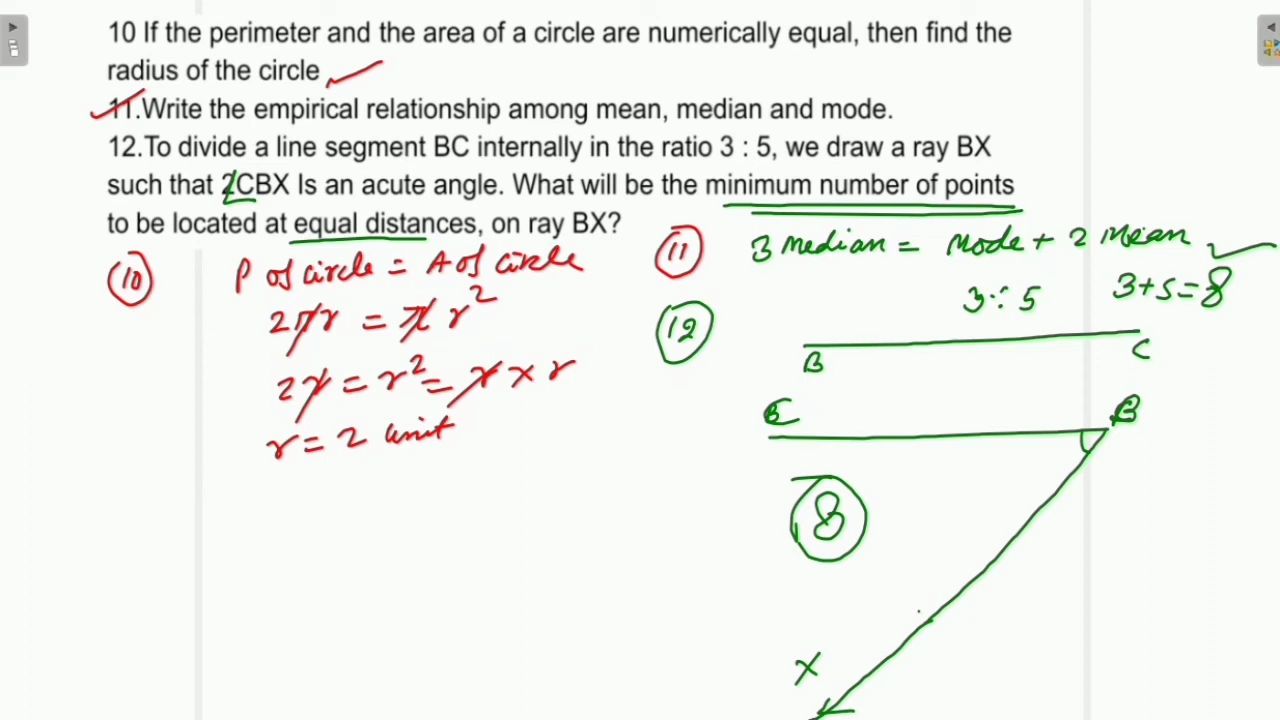 10 If the perimeter and the area of a circle are numerically equal, then find the
radius of the circle
11.Write the empirical relationship among mean, median and mode.
12.To divide a line segment BC internally in the ratio 3 : 5, we draw a ray BX
such that ∠CBX Is an acute angle. What will be the minimum number of points
to be located at equal distances, on ray BX?
(10) P of circle = A of circle
2πr = π r²
2r = r² = r × r
r = 2 unit
(11) 3 median = mode + 2 mean
3:5 3+5=8
(12)
B C
C B
8
X